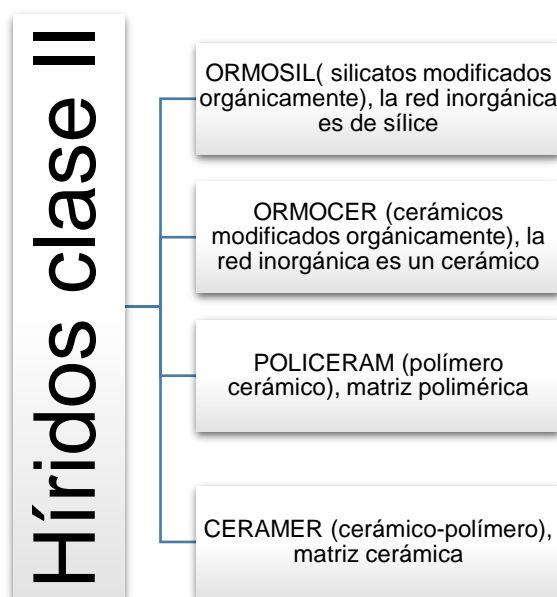 Híridos clase II
ORMOSIL( silicatos modificados
orgánicamente), la red inorgánica
es de sílice
ORMOCER (cerámicos
modificados orgánicamente), la
red inorgánica es un cerámico
POLICERAM (polímero
cerámico), matriz polimérica
CERAMER (cerámico-polímero),
matriz cerámica